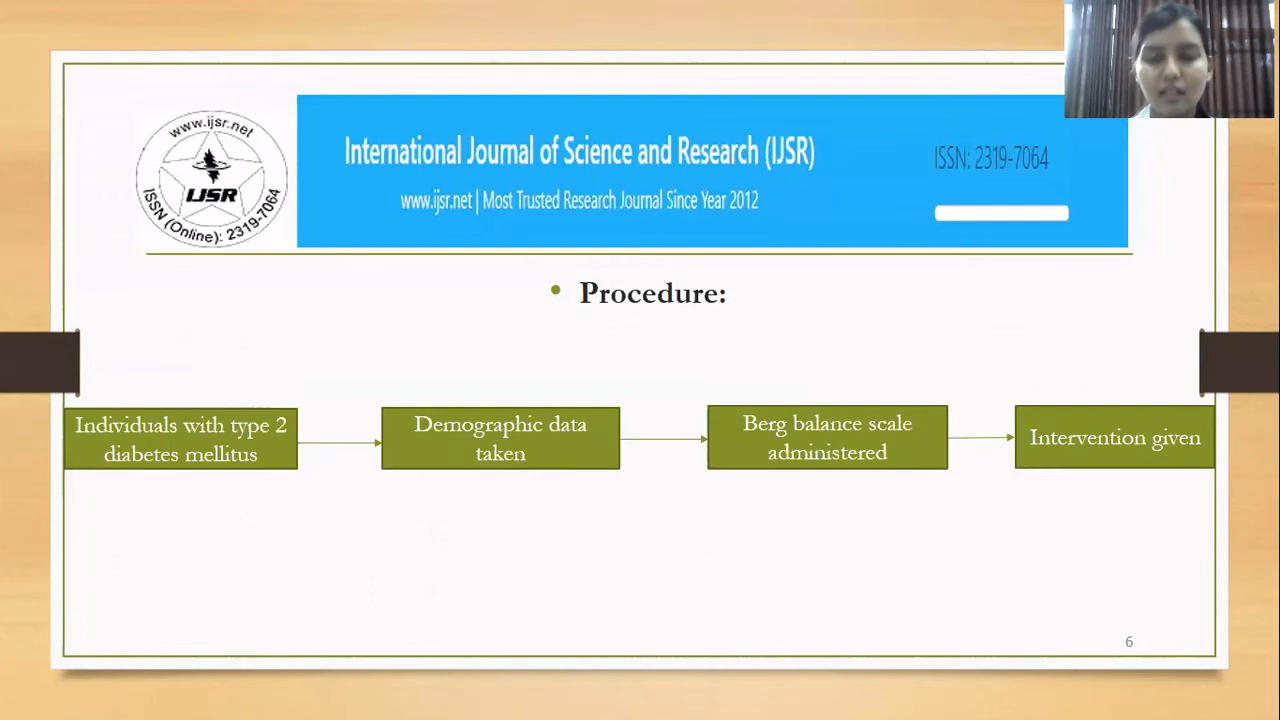 www.ijsr.net
IJSR
ISSN (Online): 2319-7064
International Journal of Science and Research (IJSR)
www.ijsr.net | Most Trusted Research Journal Since Year 2012
ISSN: 2319-7064
• Procedure:
Individuals with type 2
diabetes mellitus
Demographic data
taken
Berg balance scale
administered
Intervention given
6